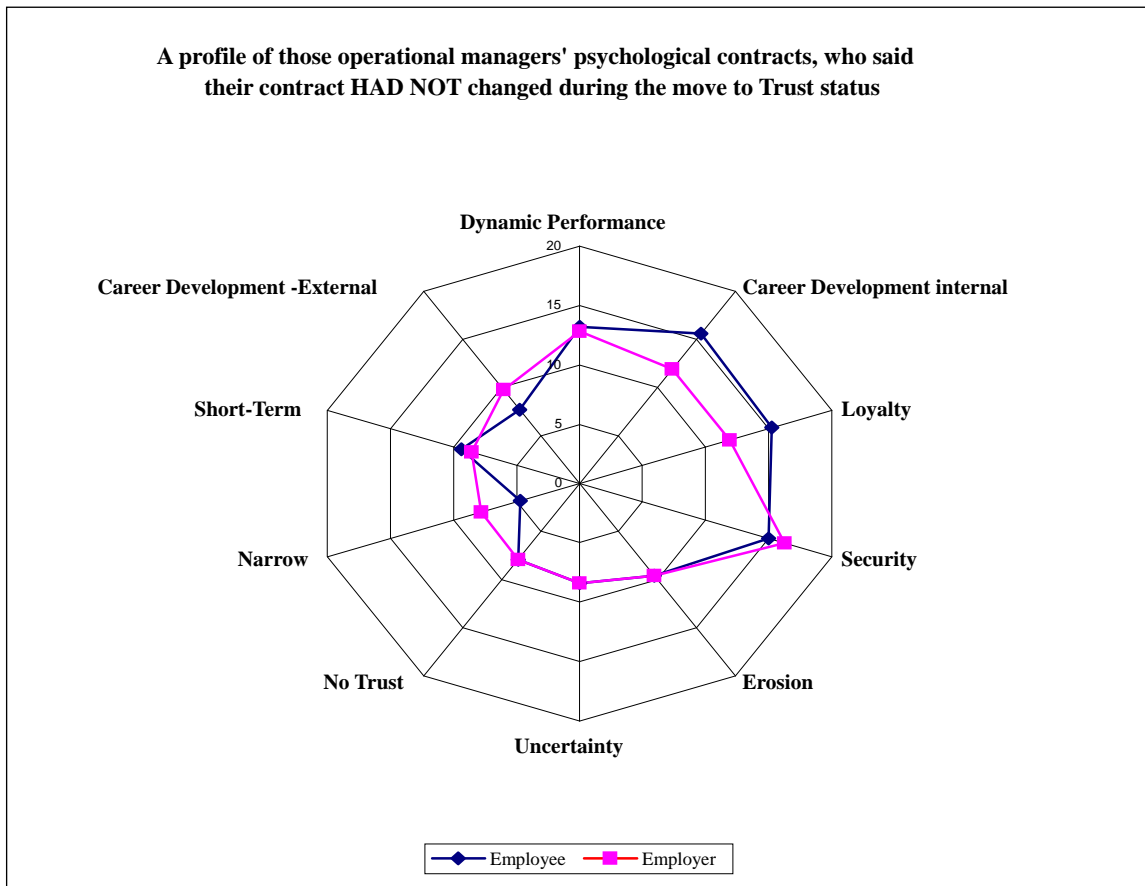 A profile of those operational managers' psychological contracts, who said
their contract HAD NOT changed during the move to Trust status
Dynamic Performance
20
Career Development -External
Career Development internal
15
10
Short-Term
Loyalty
5
0
Narrow
Security
No Trust
Erosion
Uncertainty
Employee
Employer